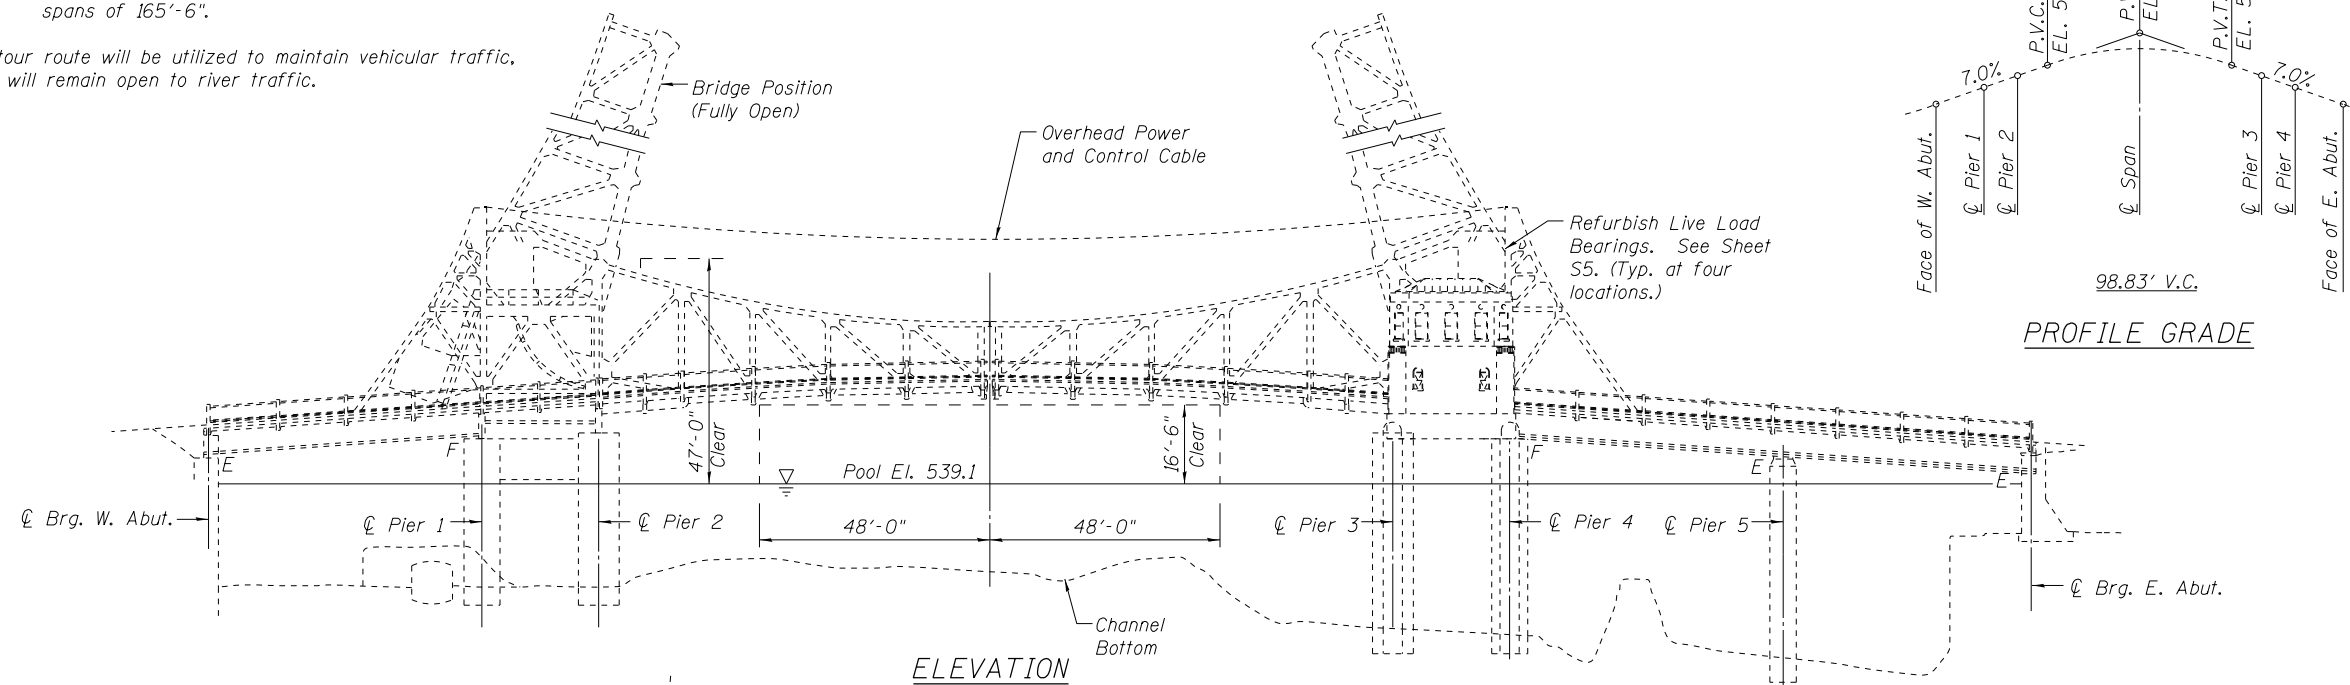 spans of 165'-6".
tour route will be utilized to maintain vehicular traffic,
will remain open to river traffic.
Bridge Position
(Fully Open)
Overhead Power
and Control Cable
Refurbish Live Load
Bearings. See Sheet
S5. (Typ. at four
locations.)
47'-0"
Clear
16'-6"
Clear
Pool El. 539.1
E
F
F
E
E
℄ Brg. W. Abut.
℄ Pier 1
℄ Pier 2
48'-0"
48'-0"
℄ Pier 3
℄ Pier 4
℄ Pier 5
℄ Brg. E. Abut.
Channel
Bottom
ELEVATION
P.V.C.
EL. 5
P.V.T.
EL. 5
7.0%
7.0%
Face of W. Abut.
℄ Pier 1
℄ Pier 2
℄ Span
℄ Pier 3
℄ Pier 4
Face of E. Abut.
98.83' V.C.
PROFILE GRADE